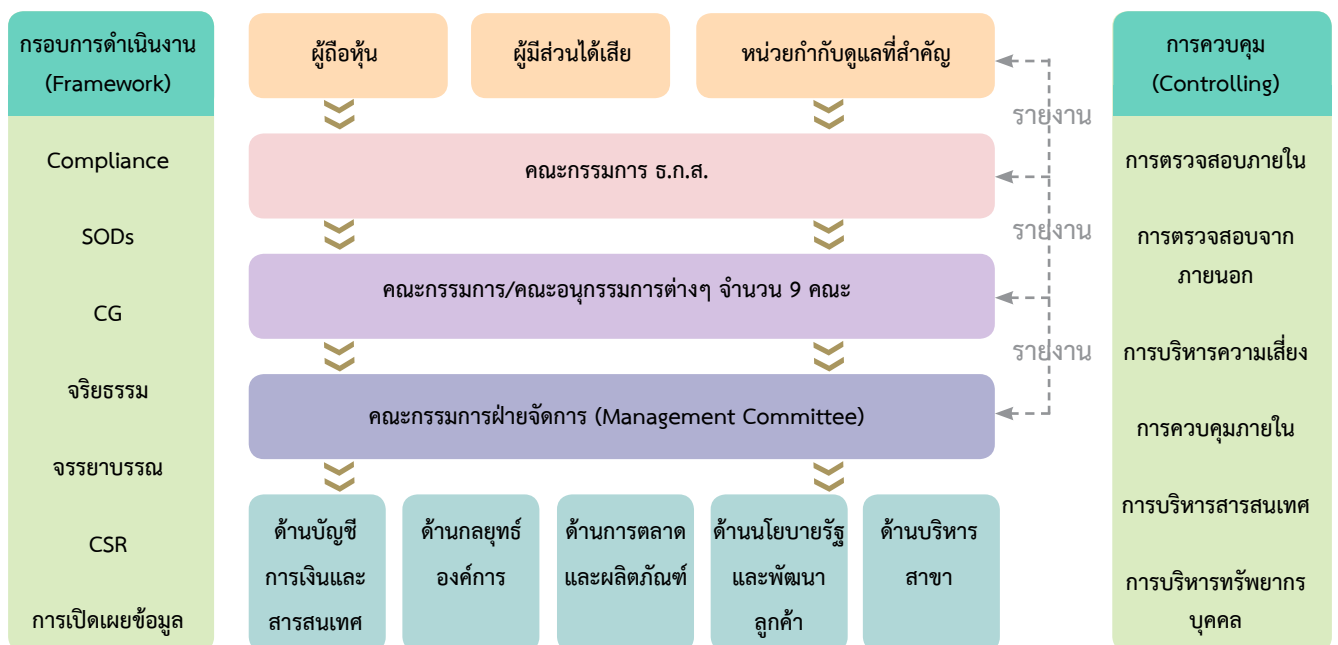 กรอบการดำเนินงาน
(Framework)
Compliance
SODs
CG
จริยธรรม
จรรยาบรรณ
CSR
การเปิดเผยข้อมูล
ผู้ถือหุ้น
ผู้มีส่วนได้เสีย
หน่วยกำกับดูแลที่สำคัญ
รายงาน
คณะกรรมการ ธ.ก.ส.
รายงาน
คณะกรรมการ/คณะอนุกรรมการต่างๆ จำนวน 9 คณะ
รายงาน
คณะกรรมการฝ่ายจัดการ (Management Committee)
ด้านบัญชี
การเงินและ
สารสนเทศ
ด้านกลยุทธ์
องค์การ
ด้านการตลาด
และผลิตภัณฑ์
ด้านนโยบายรัฐ
และพัฒนา
ลูกค้า
ด้านบริหาร
สาขา
การควบคุม
(Controlling)
การตรวจสอบภายใน
การตรวจสอบจาก
ภายนอก
การบริหารความเสี่ยง
การควบคุมภายใน
การบริหารสารสนเทศ
การบริหารทรัพยากร
บุคคล